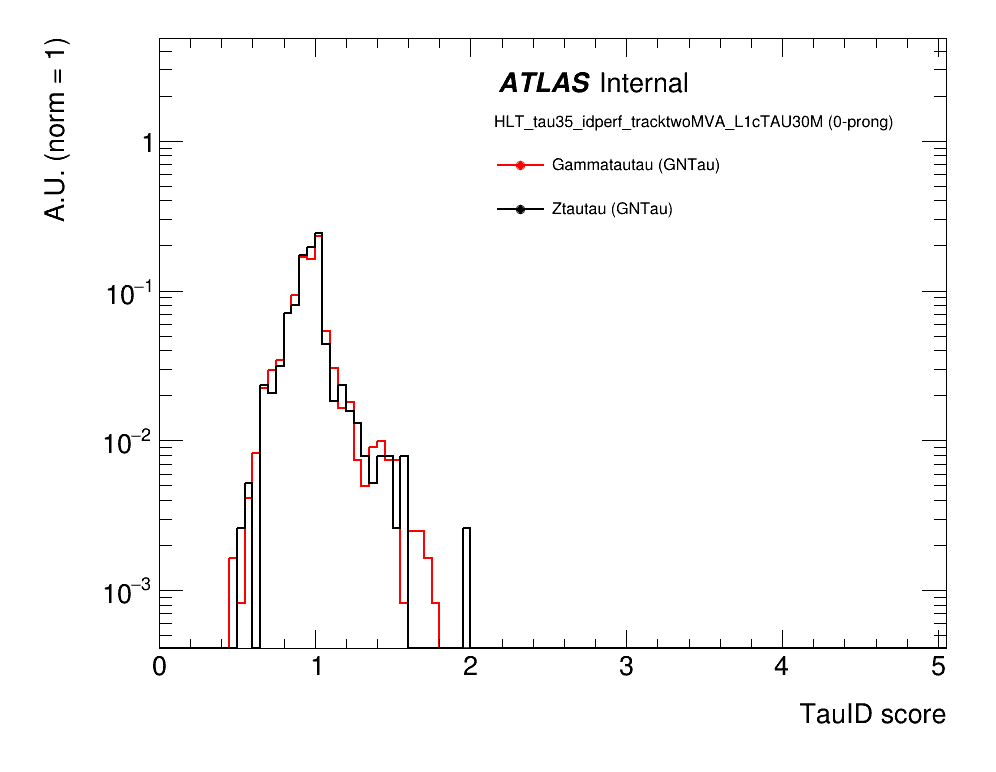 A.U. (norm = 1)
ATLAS Internal
HLT_tau35_idperf_tracktwoMVA_L1cTAU30M (0-prong)
Gammatautau (GNTau)
Ztautau (GNTau)
1
10⁻¹
10⁻²
10⁻³
0 1 2 3 4 5
TauID score